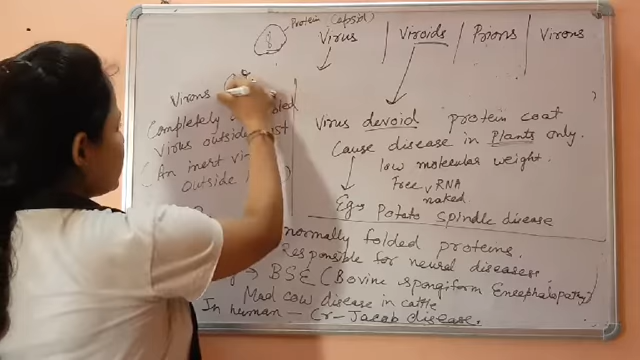 Protein (capsid)
Virus | Viroids | Prions | Virons
Virons
Completely
Virus outside
An inert
outside
Virus devoid protein coat
Cause disease in Plants only.
low molecular weight.
Free RNA
naked.
Eg→ Potato Spindle disease
normally folded proteins.
Responsible for neural diseases
→ BSE (Bovine spongiform Encephalopathy)
Mad cow disease in cattle
In human – Cr-Jacob disease.